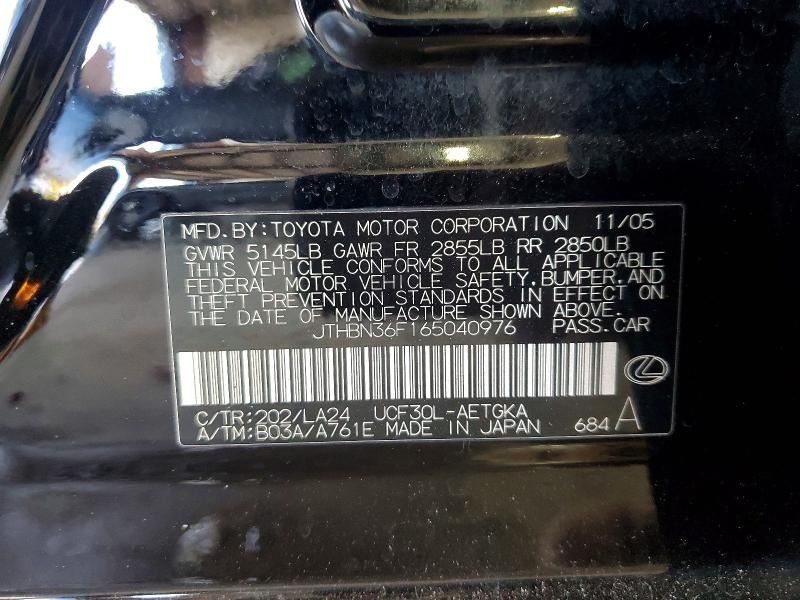 MFD.BY:TOYOTA MOTOR CORPORATION 11/05
GVWR 5145LB GAWR FR 2855LB RR 2850LB
THIS VEHICLE CONFORMS TO ALL APPLICABLE
FEDERAL MOTOR VEHICLE SAFETY,BUMPER,AND
THEFT PREVENTION STANDARDS IN EFFECT ON
THE DATE OF MANUFACTURE SHOWN ABOVE.
JTHBN36F165040976 PASS.CAR
C/TR:202/LA24 UCF30L-AETGKA
A/TM:B03A/A761E MADE IN JAPAN 684 A